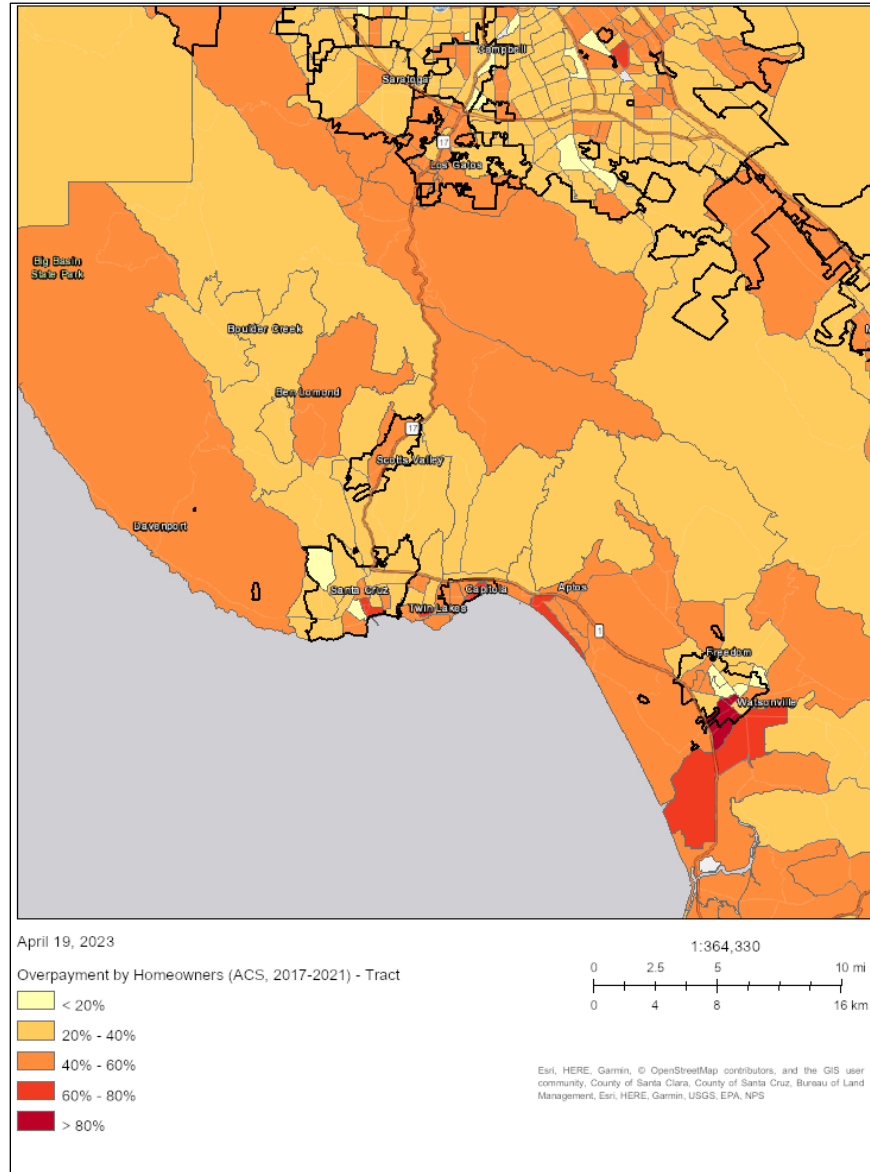 Campbell
Saratoga
17
Los Gatos
Big Basin
State Park
Boulder Creek
Ben Lomond
17
Scotts Valley
Davenport
Santa Cruz
Twin Lakes
Capitola
Aptos
1
Freedom
Watsonville
April 19, 2023
1:364,330
Overpayment by Homeowners (ACS, 2017-2021) - Tract
< 20%
20% - 40%
40% - 60%
60% - 80%
> 80%
0 2.5 5 10 mi
0 4 8 16 km
Esri, HERE, Garmin, © OpenStreetMap contributors, and the GIS user
community, County of Santa Clara, County of Santa Cruz, Bureau of Land
Management, Esri, HERE, Garmin, USGS, EPA, NPS